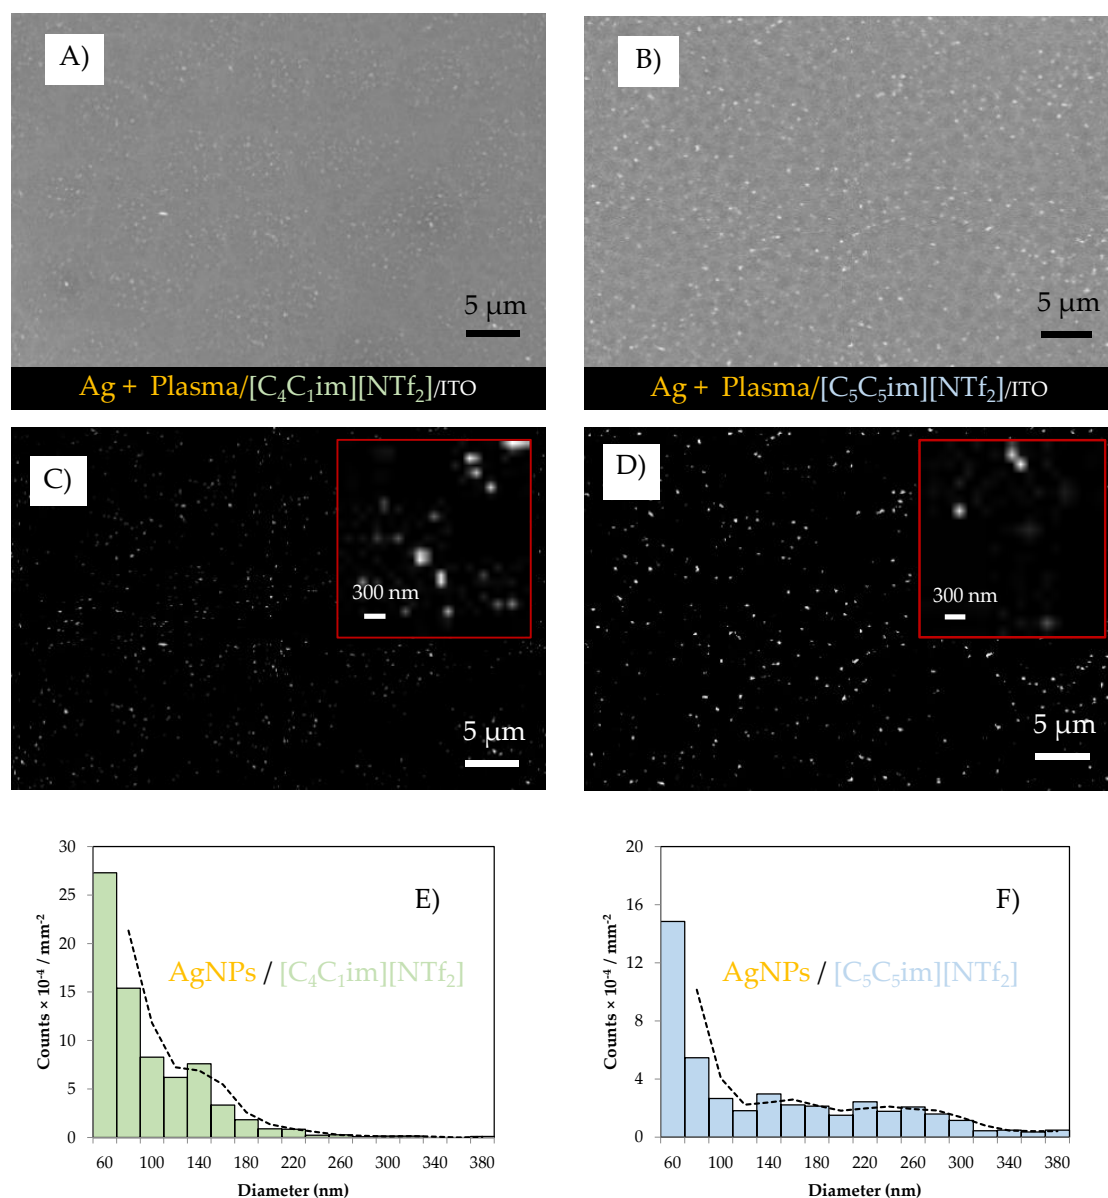 A)
5 μm
Ag + Plasma/[C₄C₁im][NTf₂]/ITO
B)
5 μm
Ag + Plasma/[C₅C₅im][NTf₂]/ITO
C)
300 nm
5 μm
D)
300 nm
5 μm
E)
AgNPs / [C₄C₁im][NTf₂]
Counts × 10⁻⁴ / mm⁻²
30
25
20
15
10
5
0
60 100 140 180 220 260 300 340 380
Diameter (nm)
F)
AgNPs / [C₅C₅im][NTf₂]
Counts × 10⁻⁴ / mm⁻²
20
16
12
8
4
0
60 100 140 180 220 260 300 340 380
Diameter (nm)